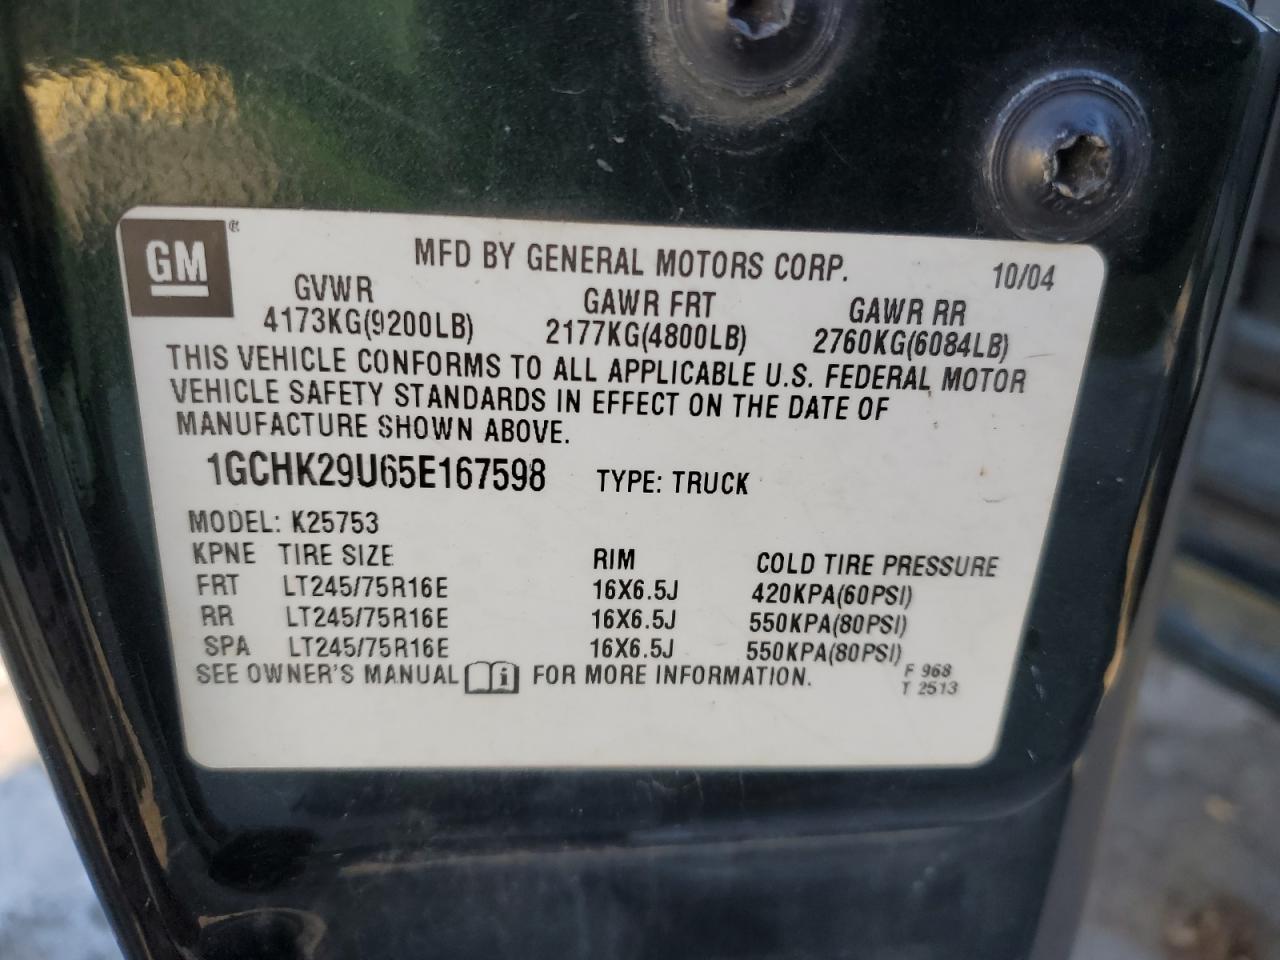 GM ®
MFD BY GENERAL MOTORS CORP. 10/04
GVWR GAWR FRT GAWR RR
4173KG(9200LB) 2177KG(4800LB) 2760KG(6084LB)
THIS VEHICLE CONFORMS TO ALL APPLICABLE U.S. FEDERAL MOTOR
VEHICLE SAFETY STANDARDS IN EFFECT ON THE DATE OF
MANUFACTURE SHOWN ABOVE.
1GCHK29U65E167598 TYPE: TRUCK
MODEL: K25753
KPNE TIRE SIZE RIM COLD TIRE PRESSURE
FRT LT245/75R16E 16X6.5J 420KPA(60PSI)
RR LT245/75R16E 16X6.5J 550KPA(80PSI)
SPA LT245/75R16E 16X6.5J 550KPA(80PSI)
SEE OWNER'S MANUAL i FOR MORE INFORMATION. F 968
T 2513